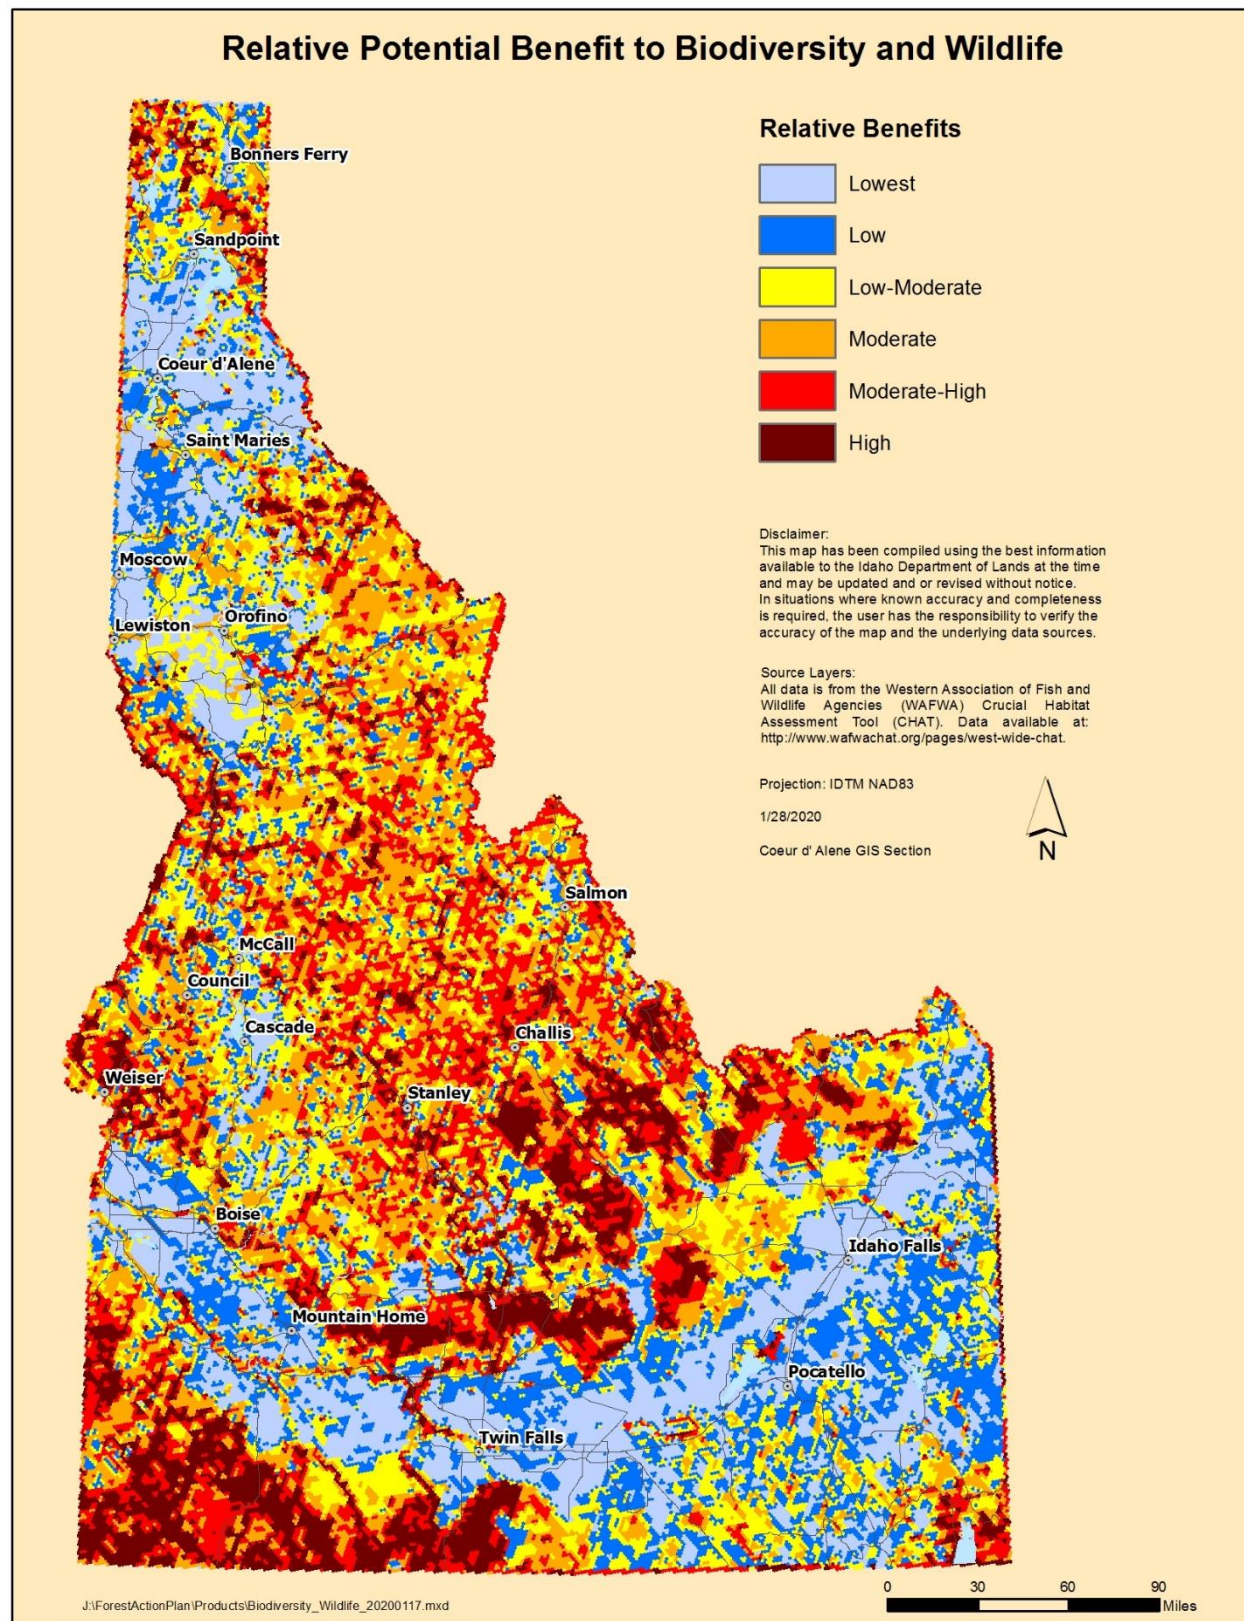 Relative Potential Benefit to Biodiversity and Wildlife
Relative Benefits
Lowest
Low
Low-Moderate
Moderate
Moderate-High
High
Disclaimer:
This map has been compiled using the best information
available to the Idaho Department of Lands at the time
and may be updated and or revised without notice.
In situations where known accuracy and completeness
is required, the user has the responsibility to verify the
accuracy of the map and the underlying data sources.
Source Layers:
All data is from the Western Association of Fish and
Wildlife Agencies (WAFWA) Crucial Habitat
Assessment Tool (CHAT). Data available at:
http://www.wafwachat.org/pages/west-wide-chat.
Projection: IDTM NAD83
1/28/2020
Coeur d' Alene GIS Section
N
Bonners Ferry
Sandpoint
Coeur d'Alene
Saint Maries
Moscow
Orofino
Lewiston
Salmon
McCall
Council
Cascade
Challis
Weiser
Stanley
Boise
Idaho Falls
Mountain Home
Pocatello
Twin Falls
0 30 60 90
Miles
J:\ForestActionPlan\Products\Biodiversity_Wildlife_20200117.mxd